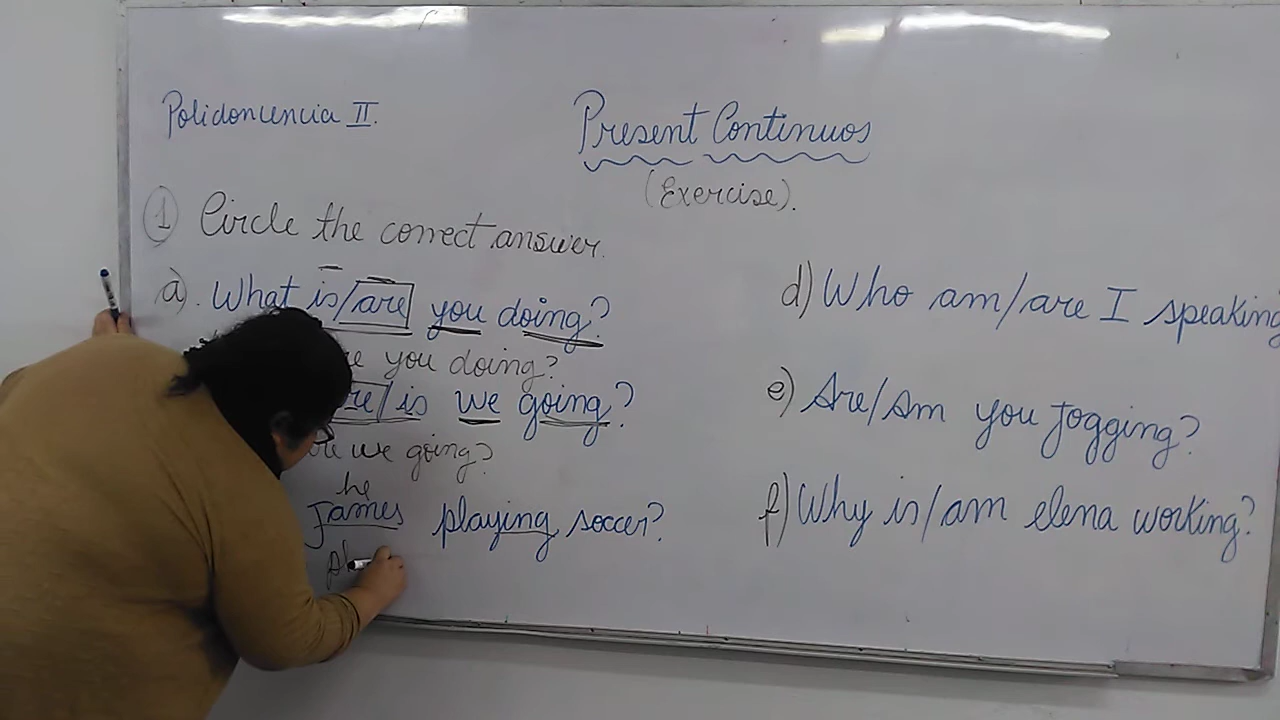 Polidoncencia II.
Present Continuos
(Exercise).
1 Circle the correct answer.
a). What is/are you doing?
you doing?
is we going?
we going?
he
James playing soccer?
d) Who am/are I speaking
e) Are/Am you Jogging?
f) Why is/am elena working?